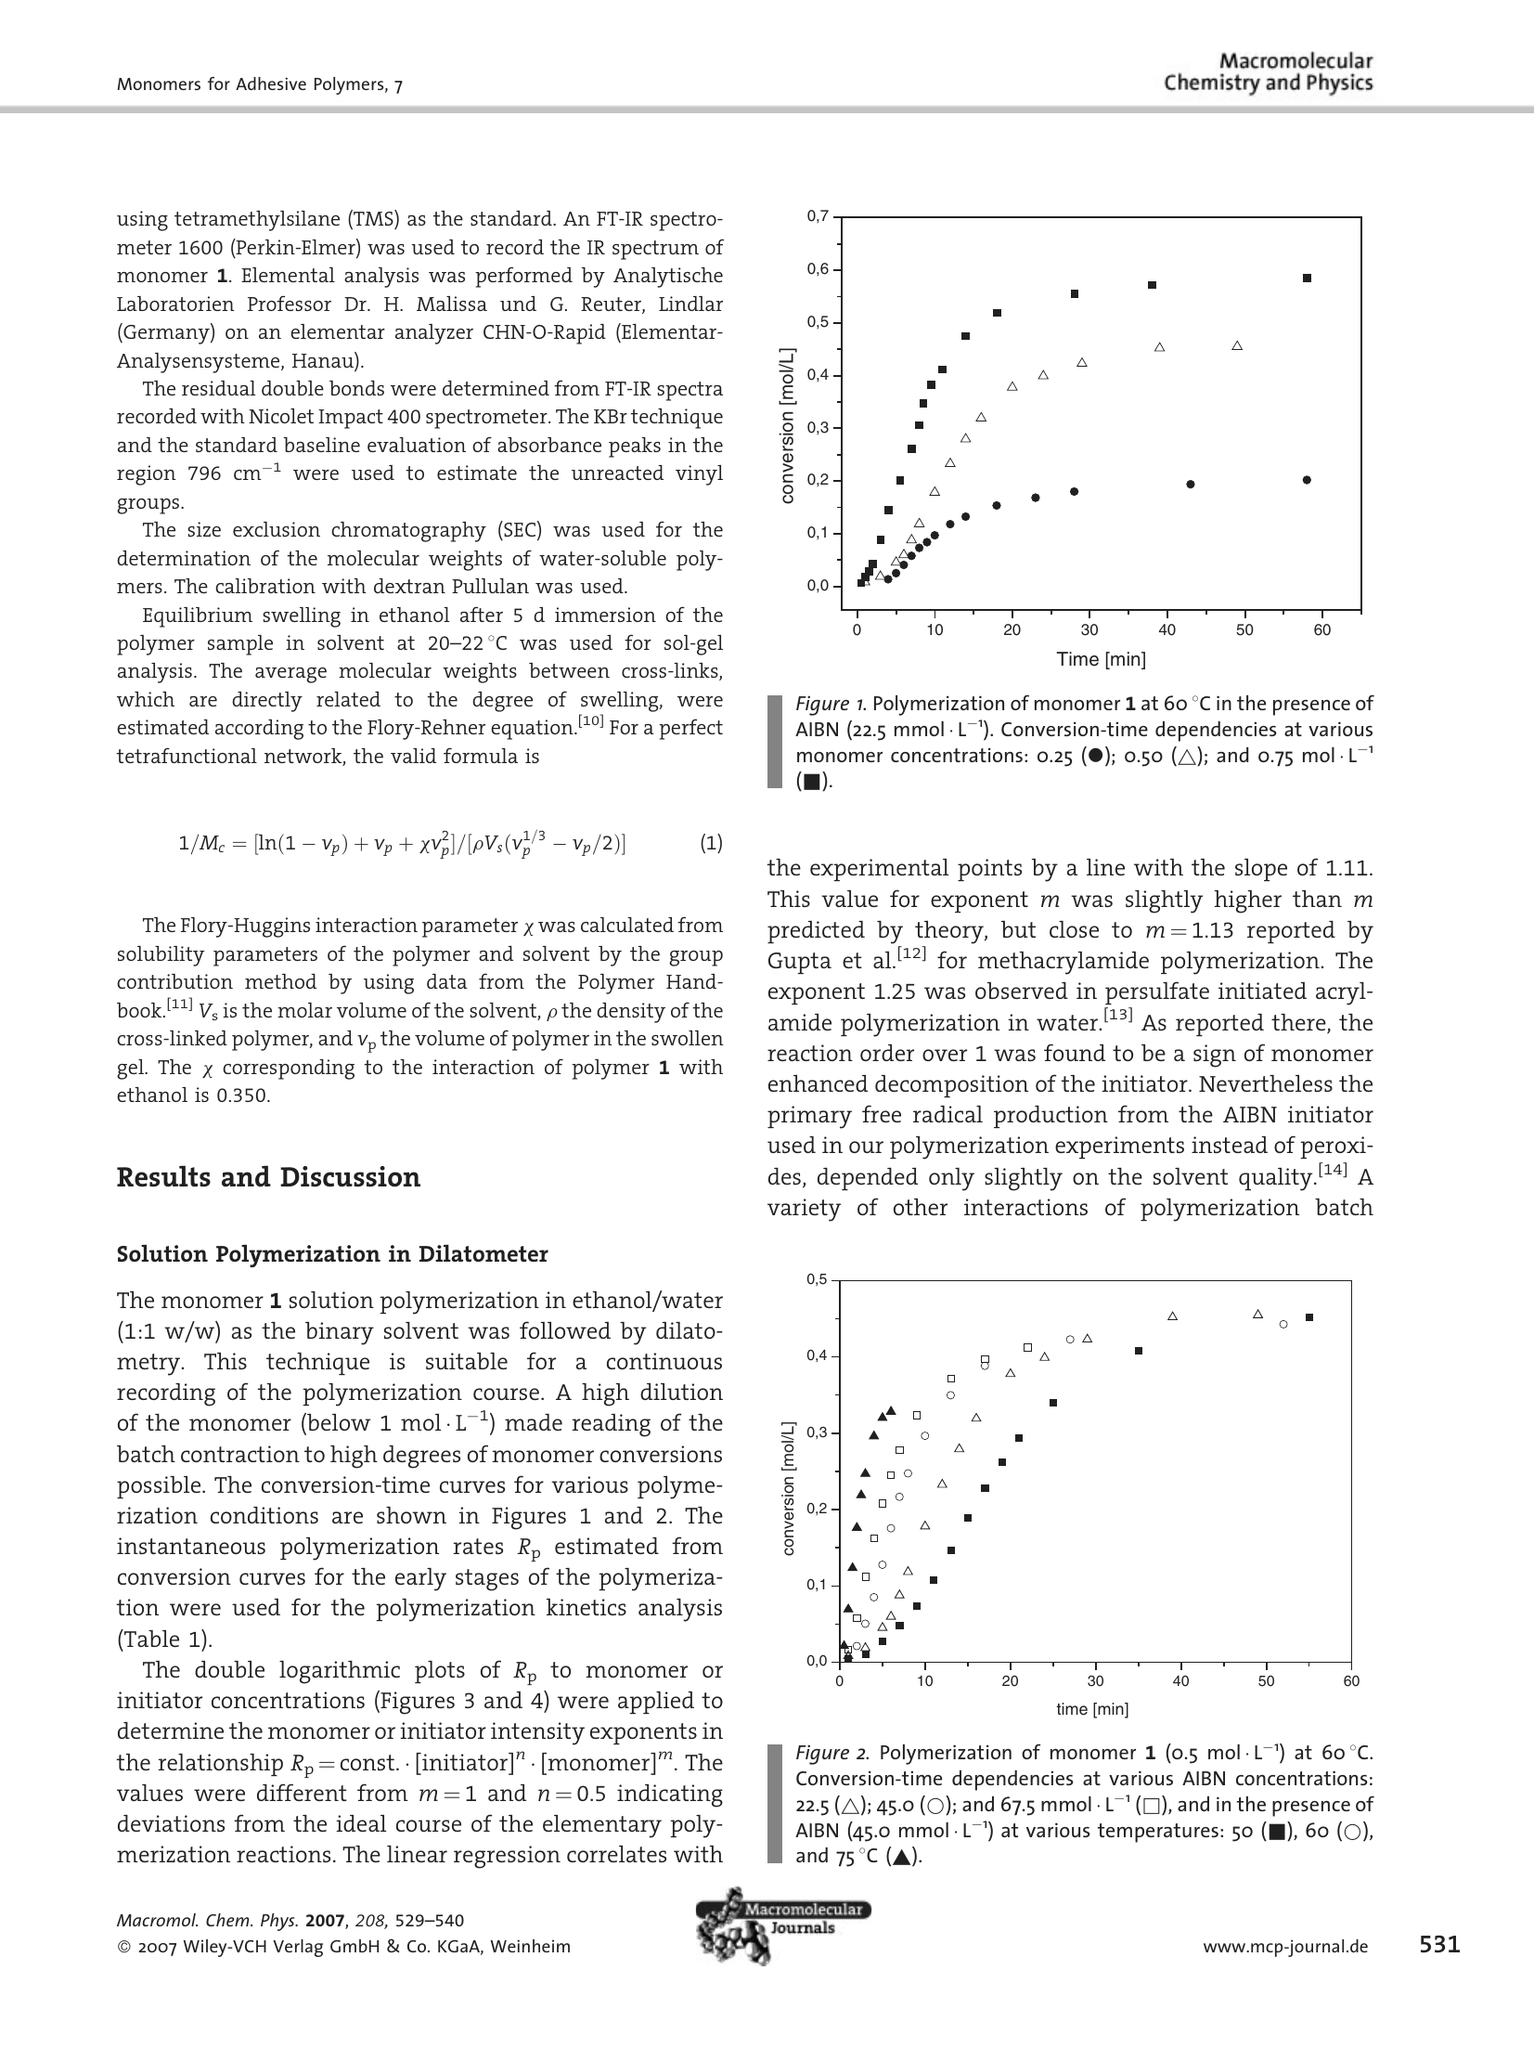 Monomers for Adhesive Polymers, 7
Macromolecular
Chemistry and Physics
using tetramethylsilane (TMS) as the standard. An FT-IR spectro-
meter 1600 (Perkin-Elmer) was used to record the IR spectrum of
monomer 1. Elemental analysis was performed by Analytische
Laboratorien Professor Dr. H. Malissa und G. Reuter, Lindlar
(Germany) on an elementar analyzer CHN-O-Rapid (Elementar-
Analysensysteme, Hanau).
The residual double bonds were determined from FT-IR spectra
recorded with Nicolet Impact 400 spectrometer. The KBr technique
and the standard baseline evaluation of absorbance peaks in the
region 796 cm⁻¹ were used to estimate the unreacted vinyl
groups.
The size exclusion chromatography (SEC) was used for the
determination of the molecular weights of water-soluble poly-
mers. The calibration with dextran Pullulan was used.
Equilibrium swelling in ethanol after 5 d immersion of the
polymer sample in solvent at 20–22 °C was used for sol-gel
analysis. The average molecular weights between cross-links,
which are directly related to the degree of swelling, were
estimated according to the Flory-Rehner equation.[10] For a perfect
tetrafunctional network, the valid formula is
1/Mc = [ln(1 − νp) + νp + χνp²]/[ρVs(νp^1/3 − νp/2)] (1)
The Flory-Huggins interaction parameter χ was calculated from
solubility parameters of the polymer and solvent by the group
contribution method by using data from the Polymer Hand-
book.[11] Vs is the molar volume of the solvent, ρ the density of the
cross-linked polymer, and νp the volume of polymer in the swollen
gel. The χ corresponding to the interaction of polymer 1 with
ethanol is 0.350.
Results and Discussion
Solution Polymerization in Dilatometer
The monomer 1 solution polymerization in ethanol/water
(1:1 w/w) as the binary solvent was followed by dilato-
metry. This technique is suitable for a continuous
recording of the polymerization course. A high dilution
of the monomer (below 1 mol · L⁻¹) made reading of the
batch contraction to high degrees of monomer conversions
possible. The conversion-time curves for various polyme-
rization conditions are shown in Figures 1 and 2. The
instantaneous polymerization rates Rp estimated from
conversion curves for the early stages of the polymeriza-
tion were used for the polymerization kinetics analysis
(Table 1).
The double logarithmic plots of Rp to monomer or
initiator concentrations (Figures 3 and 4) were applied to
determine the monomer or initiator intensity exponents in
the relationship Rp = const. · [initiator]ⁿ · [monomer]ᵐ. The
values were different from m = 1 and n = 0.5 indicating
deviations from the ideal course of the elementary poly-
merization reactions. The linear regression correlates with
0,7
0,6
0,5
0,4
0,3
0,2
0,1
0,0
conversion [mol/L]
0 10 20 30 40 50 60
Time [min]
Figure 1. Polymerization of monomer 1 at 60 °C in the presence of
AIBN (22.5 mmol · L⁻¹). Conversion-time dependencies at various
monomer concentrations: 0.25 (●); 0.50 (△); and 0.75 mol · L⁻¹
(■).
the experimental points by a line with the slope of 1.11.
This value for exponent m was slightly higher than m
predicted by theory, but close to m = 1.13 reported by
Gupta et al.[12] for methacrylamide polymerization. The
exponent 1.25 was observed in persulfate initiated acryl-
amide polymerization in water.[13] As reported there, the
reaction order over 1 was found to be a sign of monomer
enhanced decomposition of the initiator. Nevertheless the
primary free radical production from the AIBN initiator
used in our polymerization experiments instead of peroxi-
des, depended only slightly on the solvent quality.[14] A
variety of other interactions of polymerization batch
0,5
0,4
0,3
0,2
0,1
0,0
conversion [mol/L]
0 10 20 30 40 50 60
time [min]
Figure 2. Polymerization of monomer 1 (0.5 mol · L⁻¹) at 60 °C.
Conversion-time dependencies at various AIBN concentrations:
22.5 (△); 45.0 (○); and 67.5 mmol · L⁻¹ (□), and in the presence of
AIBN (45.0 mmol · L⁻¹) at various temperatures: 50 (■), 60 (○),
and 75 °C (▲).
Macromol. Chem. Phys. 2007, 208, 529–540
© 2007 Wiley-VCH Verlag GmbH & Co. KGaA, Weinheim
Macromolecular
Journals
www.mcp-journal.de 531